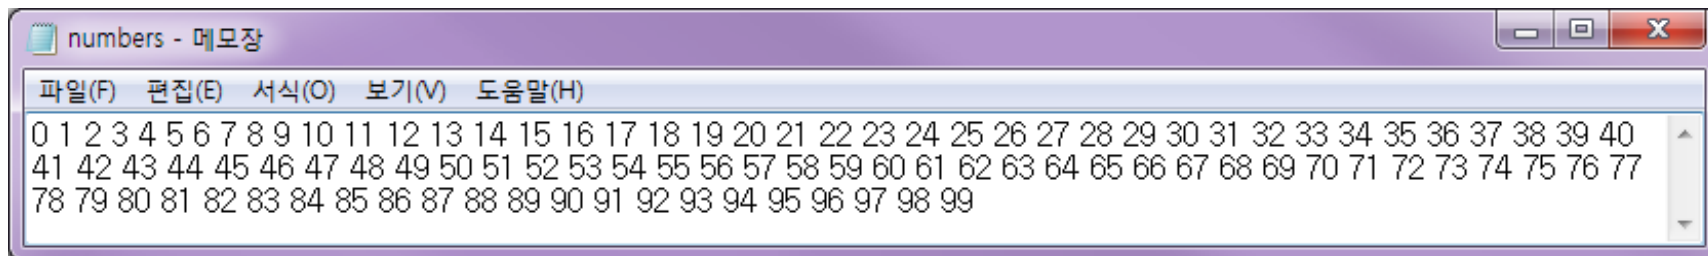 numbers - 메모장
파일(F) 편집(E) 서식(O) 보기(V) 도움말(H)
0 1 2 3 4 5 6 7 8 9 10 11 12 13 14 15 16 17 18 19 20 21 22 23 24 25 26 27 28 29 30 31 32 33 34 35 36 37 38 39 40
41 42 43 44 45 46 47 48 49 50 51 52 53 54 55 56 57 58 59 60 61 62 63 64 65 66 67 68 69 70 71 72 73 74 75 76 77
78 79 80 81 82 83 84 85 86 87 88 89 90 91 92 93 94 95 96 97 98 99